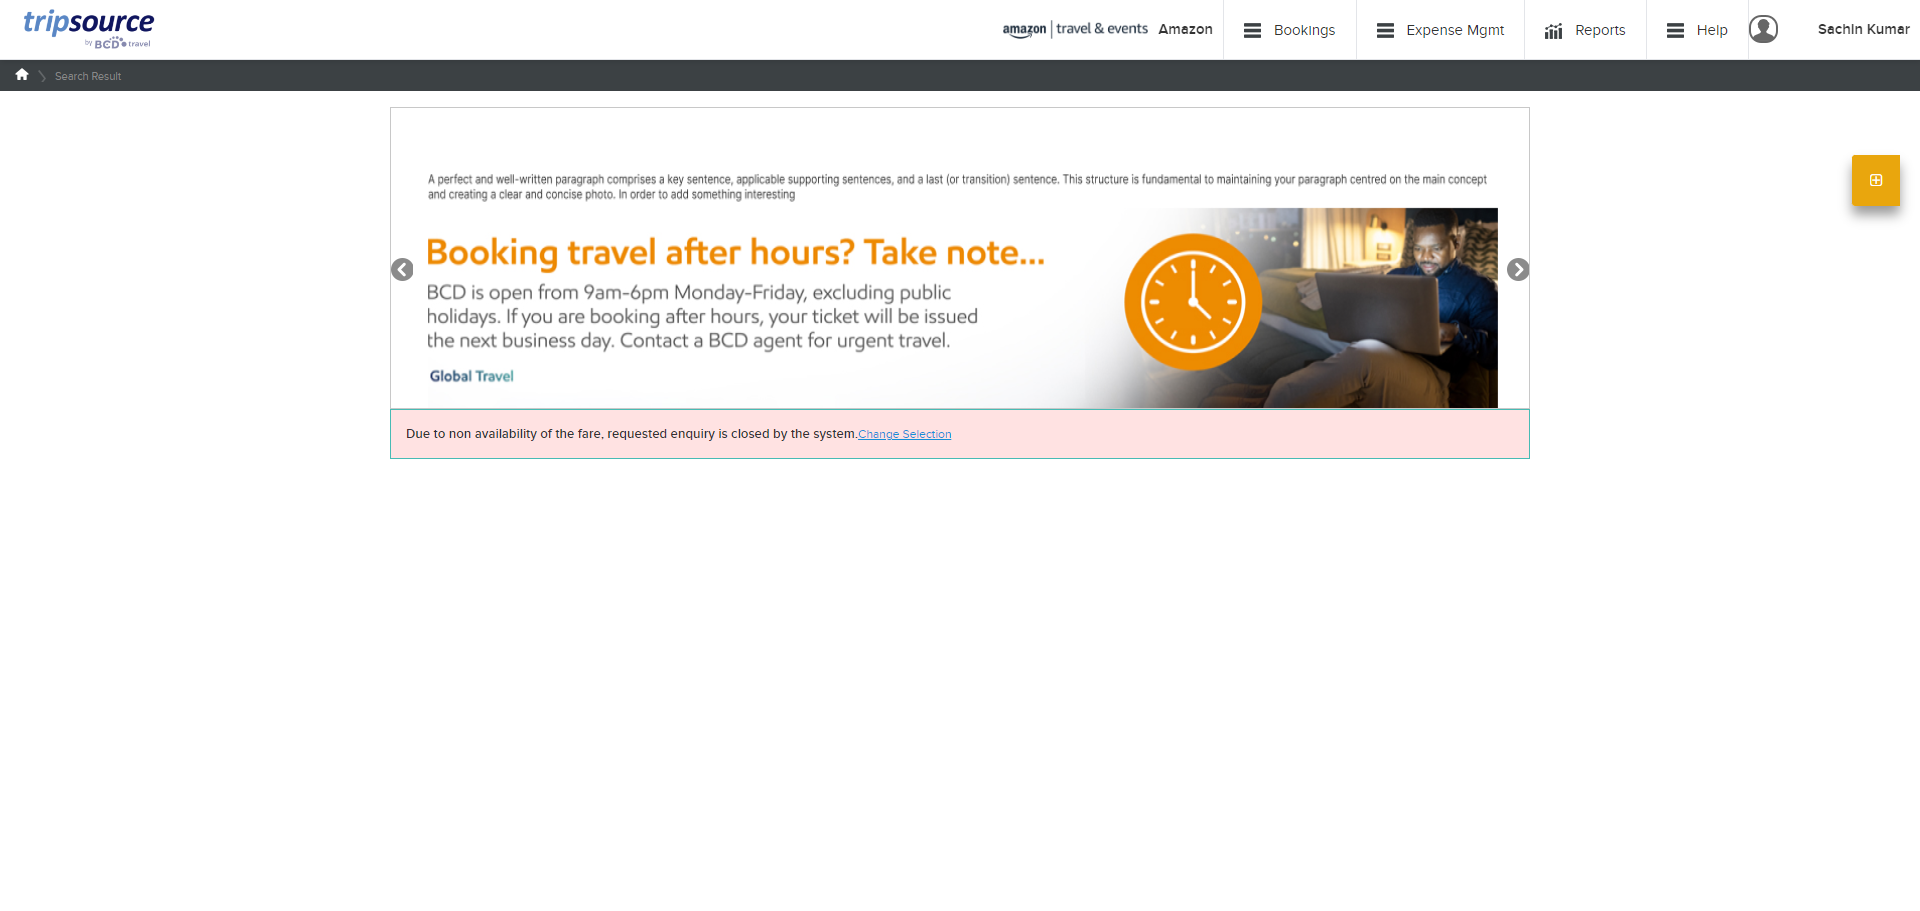 tripsource
by BCD travel
amazon | travel & events Amazon
Bookings
Expense Mgmt
Reports
Help
Sachin Kumar
Search Result
A perfect and well-written paragraph comprises a key sentence, applicable supporting sentences, and a last (or transition) sentence. This structure is fundamental to maintaining your paragraph centred on the main concept
and creating a clear and concise photo. In order to add something interesting
Booking travel after hours? Take note...
BCD is open from 9am-6pm Monday-Friday, excluding public
holidays. If you are booking after hours, your ticket will be issued
the next business day. Contact a BCD agent for urgent travel.
Global Travel
Due to non availability of the fare, requested enquiry is closed by the system.Change Selection